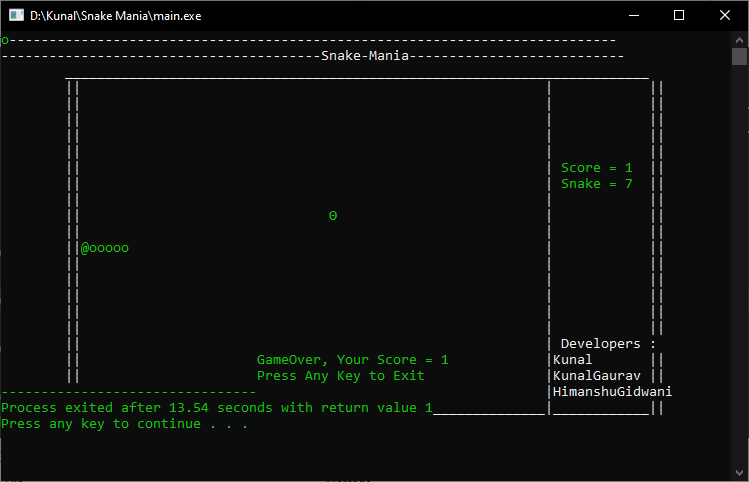 D:\Kunal\Snake Mania\main.exe
o----------------------------------------------------------------------------
----------------------------------------Snake-Mania---------------------------
Score = 1
Snake = 7
0
@ooooo
Developers :
GameOver, Your Score = 1 Kunal
Press Any Key to Exit KunalGaurav
--------------------------------
HimanshuGidwani
Process exited after 13.54 seconds with return value 1
Press any key to continue . . .